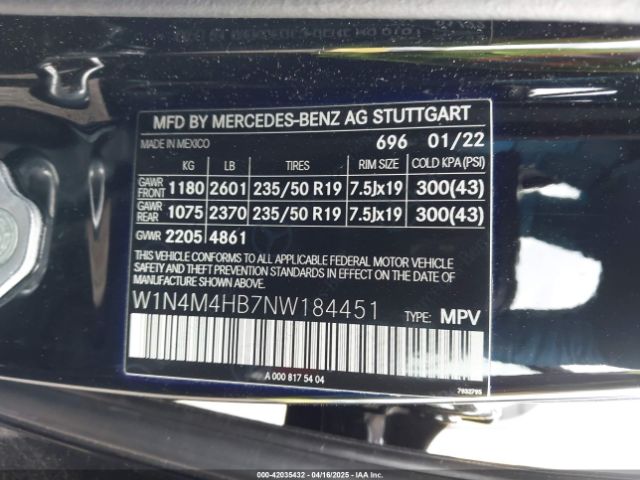 MFD BY MERCEDES-BENZ AG STUTTGART
MADE IN MEXICO 696 01/22
KG LB TIRES RIM SIZE COLD KPA (PSI)
GAWR FRONT 1180 2601 235/50 R19 7.5Jx19 300(43)
GAWR REAR 1075 2370 235/50 R19 7.5Jx19 300(43)
GVWR 2205 4861
THIS VEHICLE CONFORMS TO ALL APPLICABLE FEDERAL MOTOR VEHICLE
SAFETY AND THEFT PREVENTION STANDARDS IN EFFECT ON THE DATE OF
MANUFACTURE SHOWN ABOVE.
W1N4M4HB7NW184451 TYPE: MPV
A 000 817 54 04
7932795
000-42035432 - 04/16/2025 - IAAI.COM